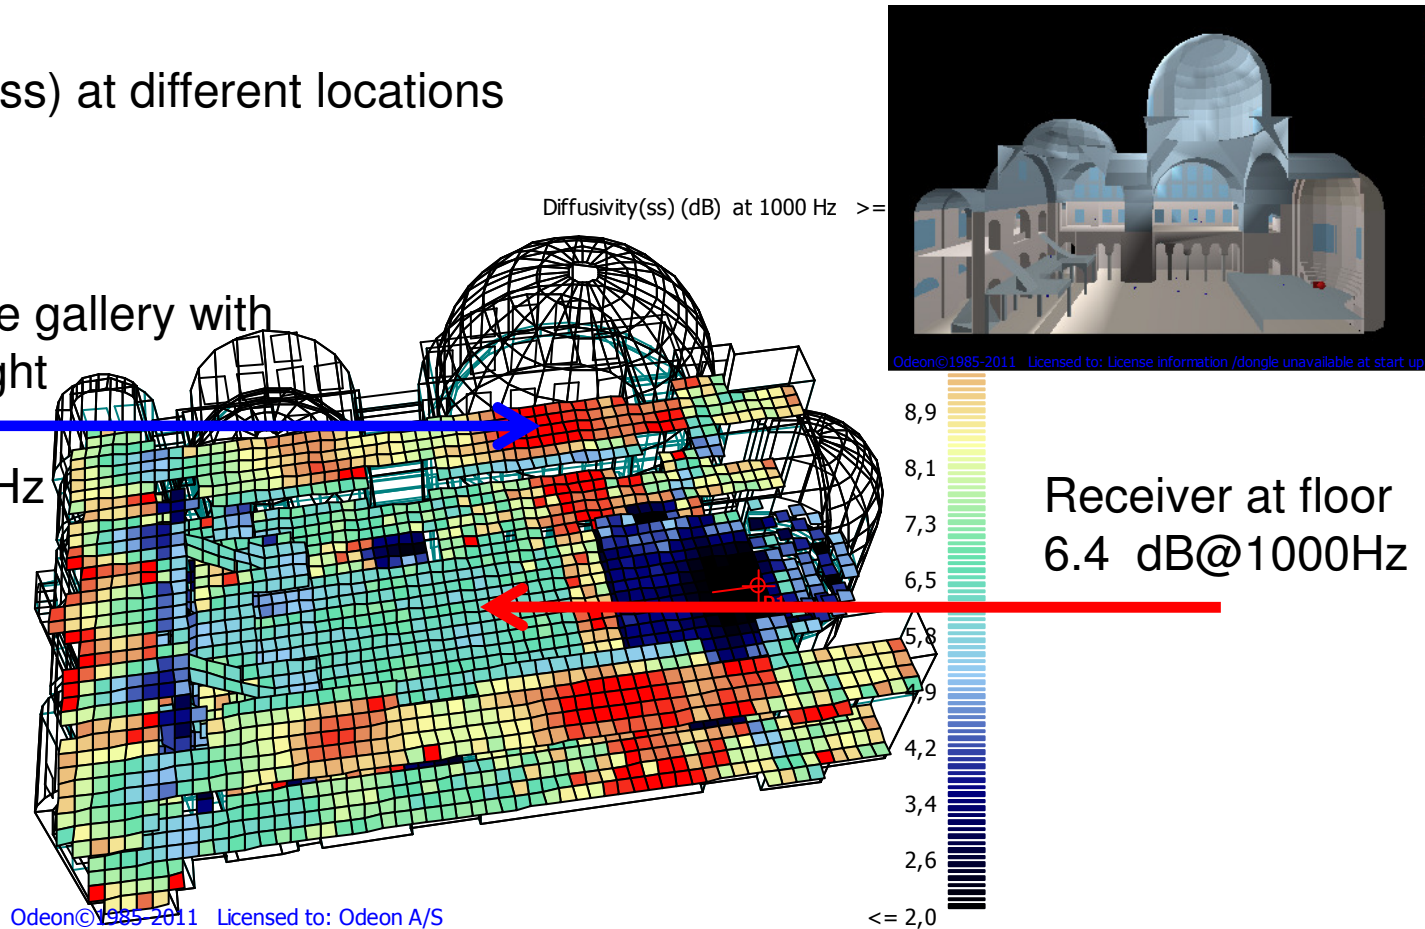 ss) at different locations
Diffusivity(ss) (dB) at 1000 Hz >=
e gallery with
ght
Hz
Odeon©1985-2011 Licensed to: License information /dongle unavailable at start up
8,9
8,1
7,3
6,5
5,8
4,9
4,2
3,4
2,6
<= 2,0
Receiver at floor
6.4 dB@1000Hz
Odeon©1985-2011 Licensed to: Odeon A/S